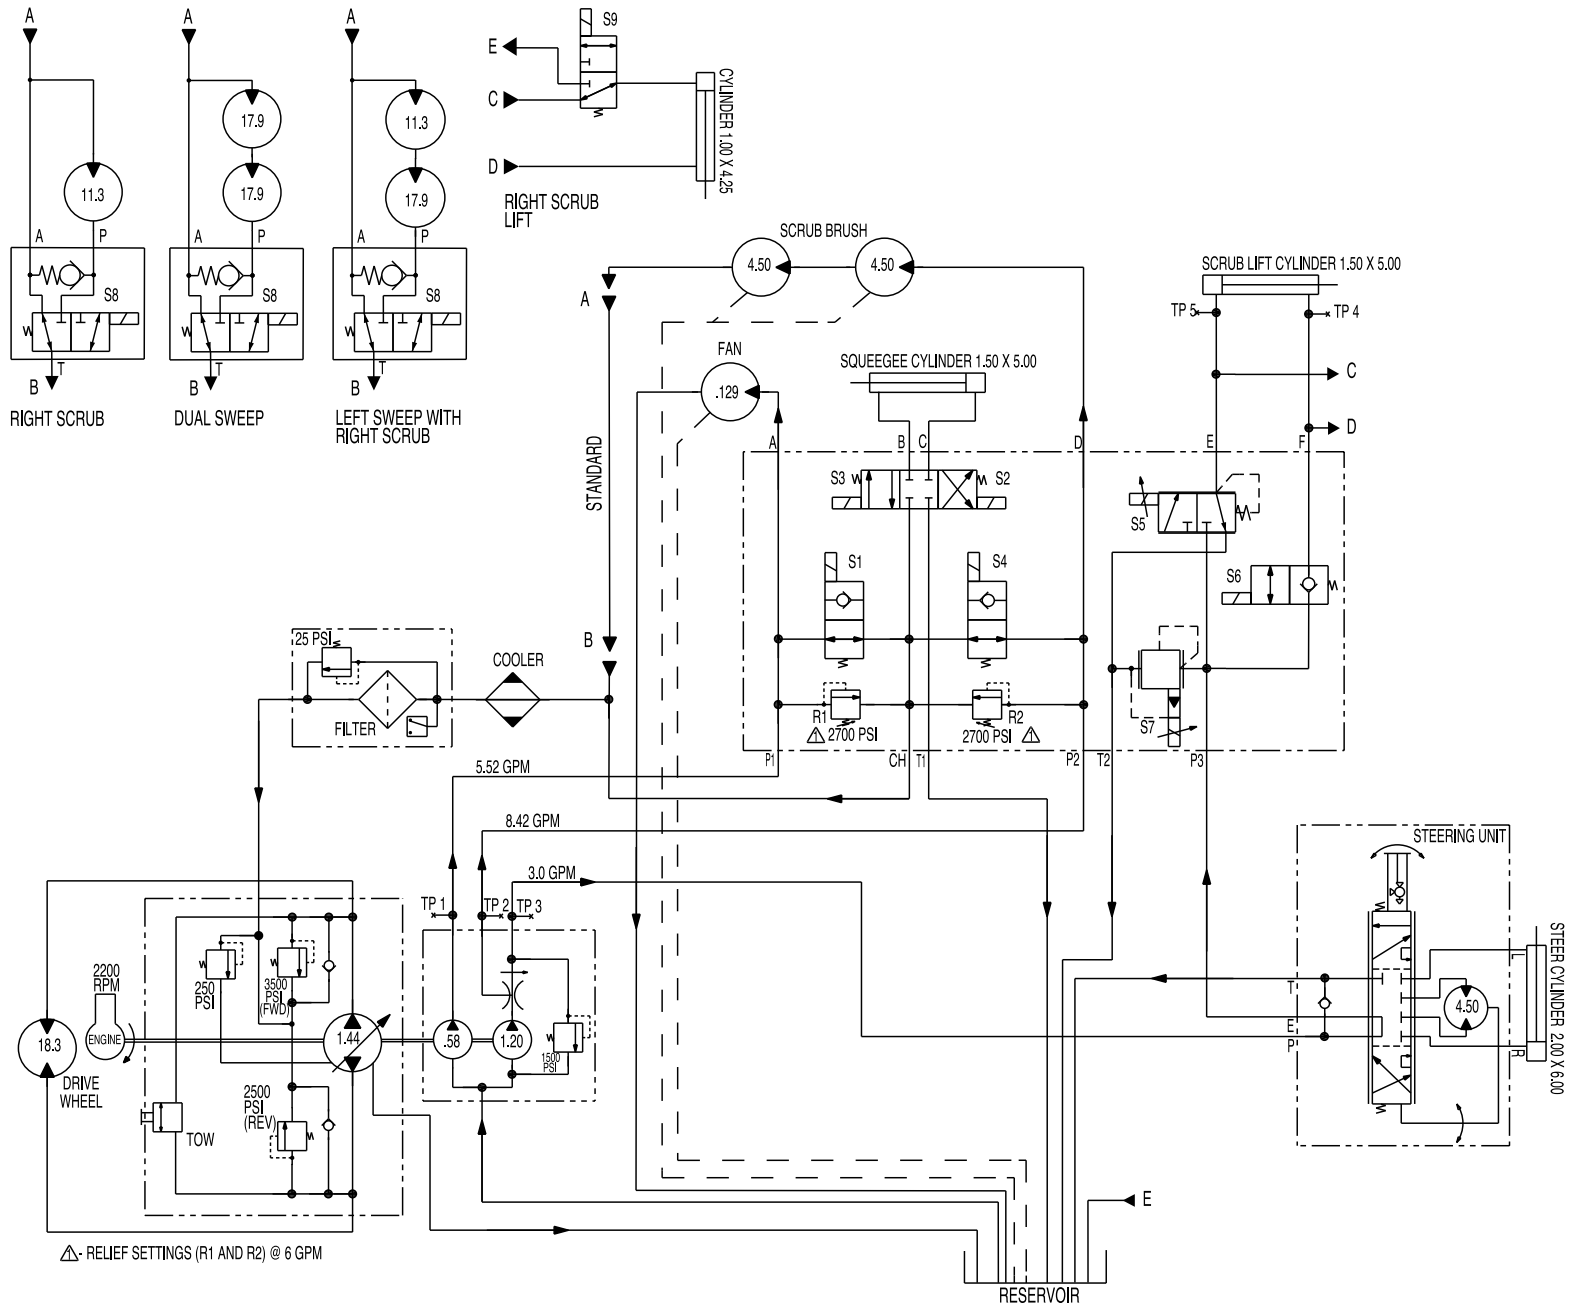 A
A
A
11.3
17.9
17.9
11.3
17.9
A
P
A
P
A
P
S8
S8
S8
T
T
T
B
B
B
RIGHT SCRUB
DUAL SWEEP
LEFT SWEEP WITH
RIGHT SCRUB
S9
E
C
D
CYLINDER 1.00 X 4.25
RIGHT SCRUB
LIFT
SCRUB BRUSH
4.50
4.50
A
STANDARD
B
FAN
.129
SQUEEGEE CYLINDER 1.50 X 5.00
SCRUB LIFT CYLINDER 1.50 X 5.00
TP 5
TP 4
C
D
A
B
C
D
E
F
S3
S2
S5
S1
S4
S6
S7
R1
2700 PSI
1
R2
2700 PSI
1
P1
CH
T1
P2
T2
P3
25 PSI
FILTER
COOLER
5.52 GPM
8.42 GPM
3.0 GPM
TP 1
TP 2
TP 3
2200
RPM
ENGINE
18.3
DRIVE
WHEEL
250
PSI
3500
PSI
(FWD)
1.44
2500
PSI
(REV)
TOW
.58
1.20
1500
PSI
STEERING UNIT
T
E
P
4.50
L
R
STEER CYLINDER 2.00 X 6.00
E
RESERVOIR
1 - RELIEF SETTINGS (R1 AND R2) @ 6 GPM